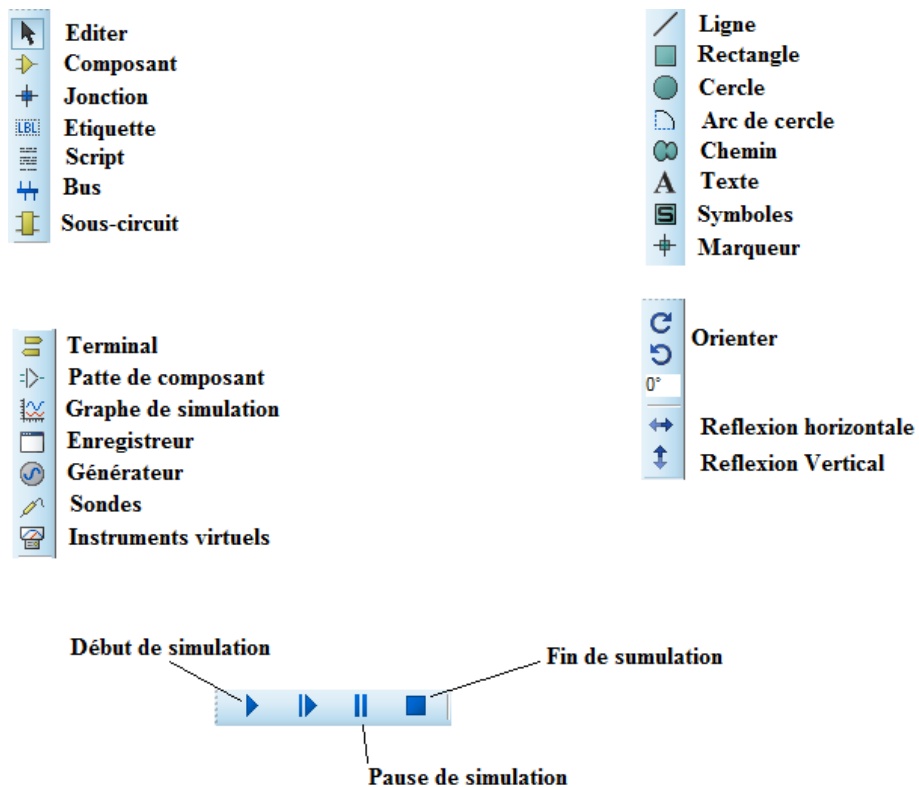 Editer
Composant
Jonction
LBL Etiquette
Script
Bus
Sous-circuit
Ligne
Rectangle
Cercle
Arc de cercle
Chemin
A Texte
S Symboles
Marqueur
Terminal
Patte de composant
Graphe de simulation
Enregistreur
Générateur
Sondes
Instruments virtuels
Orienter
0°
Reflexion horizontale
Reflexion Vertical
Début de simulation
Fin de sumulation
Pause de simulation